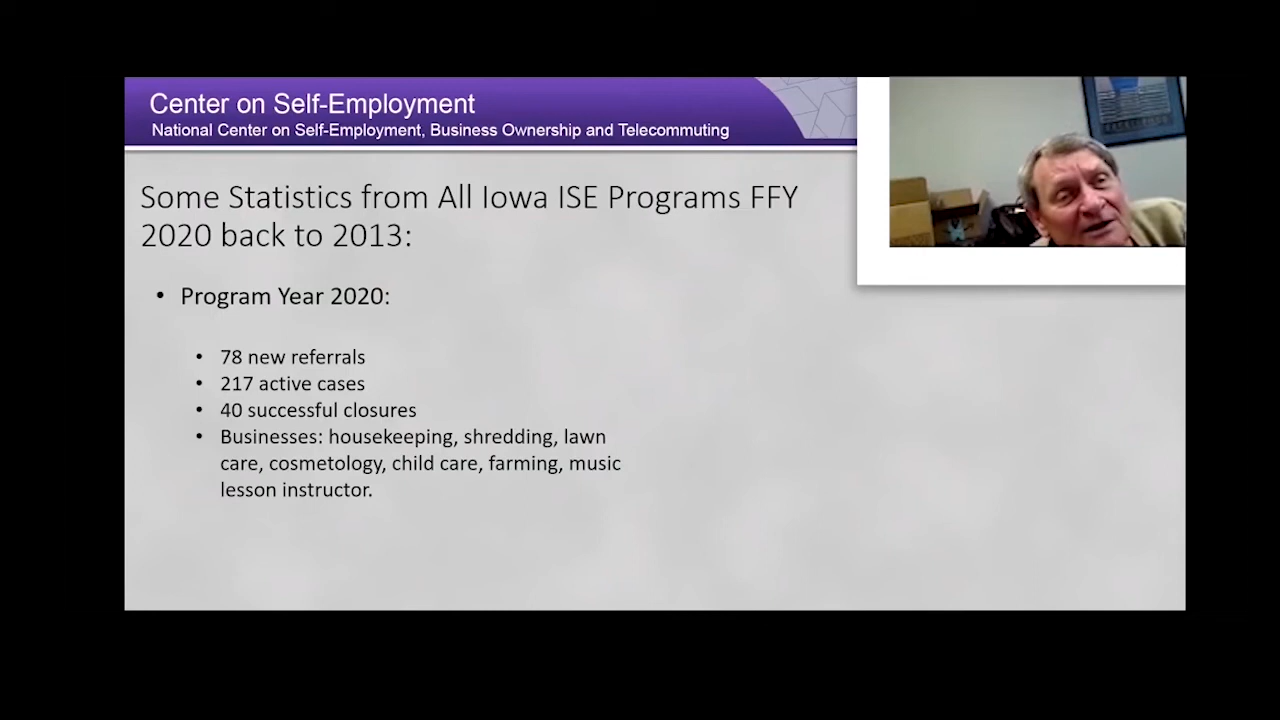 Center on Self-Employment
National Center on Self-Employment, Business Ownership and Telecommuting
Some Statistics from All Iowa ISE Programs FFY
2020 back to 2013:
• Program Year 2020:
• 78 new referrals
• 217 active cases
• 40 successful closures
• Businesses: housekeeping, shredding, lawn
care, cosmetology, child care, farming, music
lesson instructor.